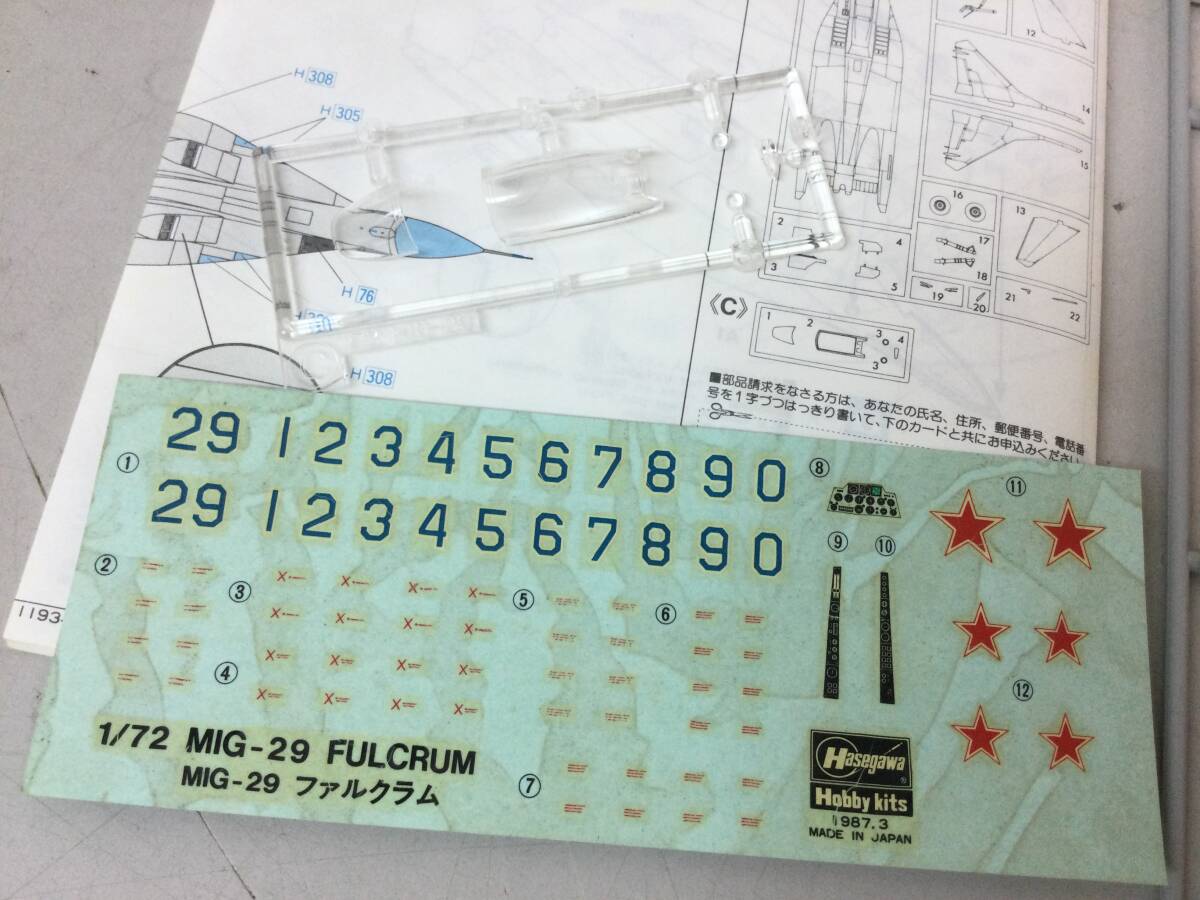 H 308
H 305
H 76
H 308
12
14
15
16
13
17
18
19
20
21
22
2
4
3
5
《C》
1
2
3
4
3
■部品請求をなさる方は、あなたの氏名、住所、郵便番号、電話番
号を1字づつはっきり書いて、下のカードと共にお申込みください
1193
29 1 2 3 4 5 6 7 8 9 0
①
29 1 2 3 4 5 6 7 8 9 0
②
③
④
⑤
⑥
⑦
⑧
⑨
⑩
⑪
⑫
1/72 MIG-29 FULCRUM
MIG-29 ファルクラム
Hasegawa®
Hobby kits
1987.3
MADE IN JAPAN